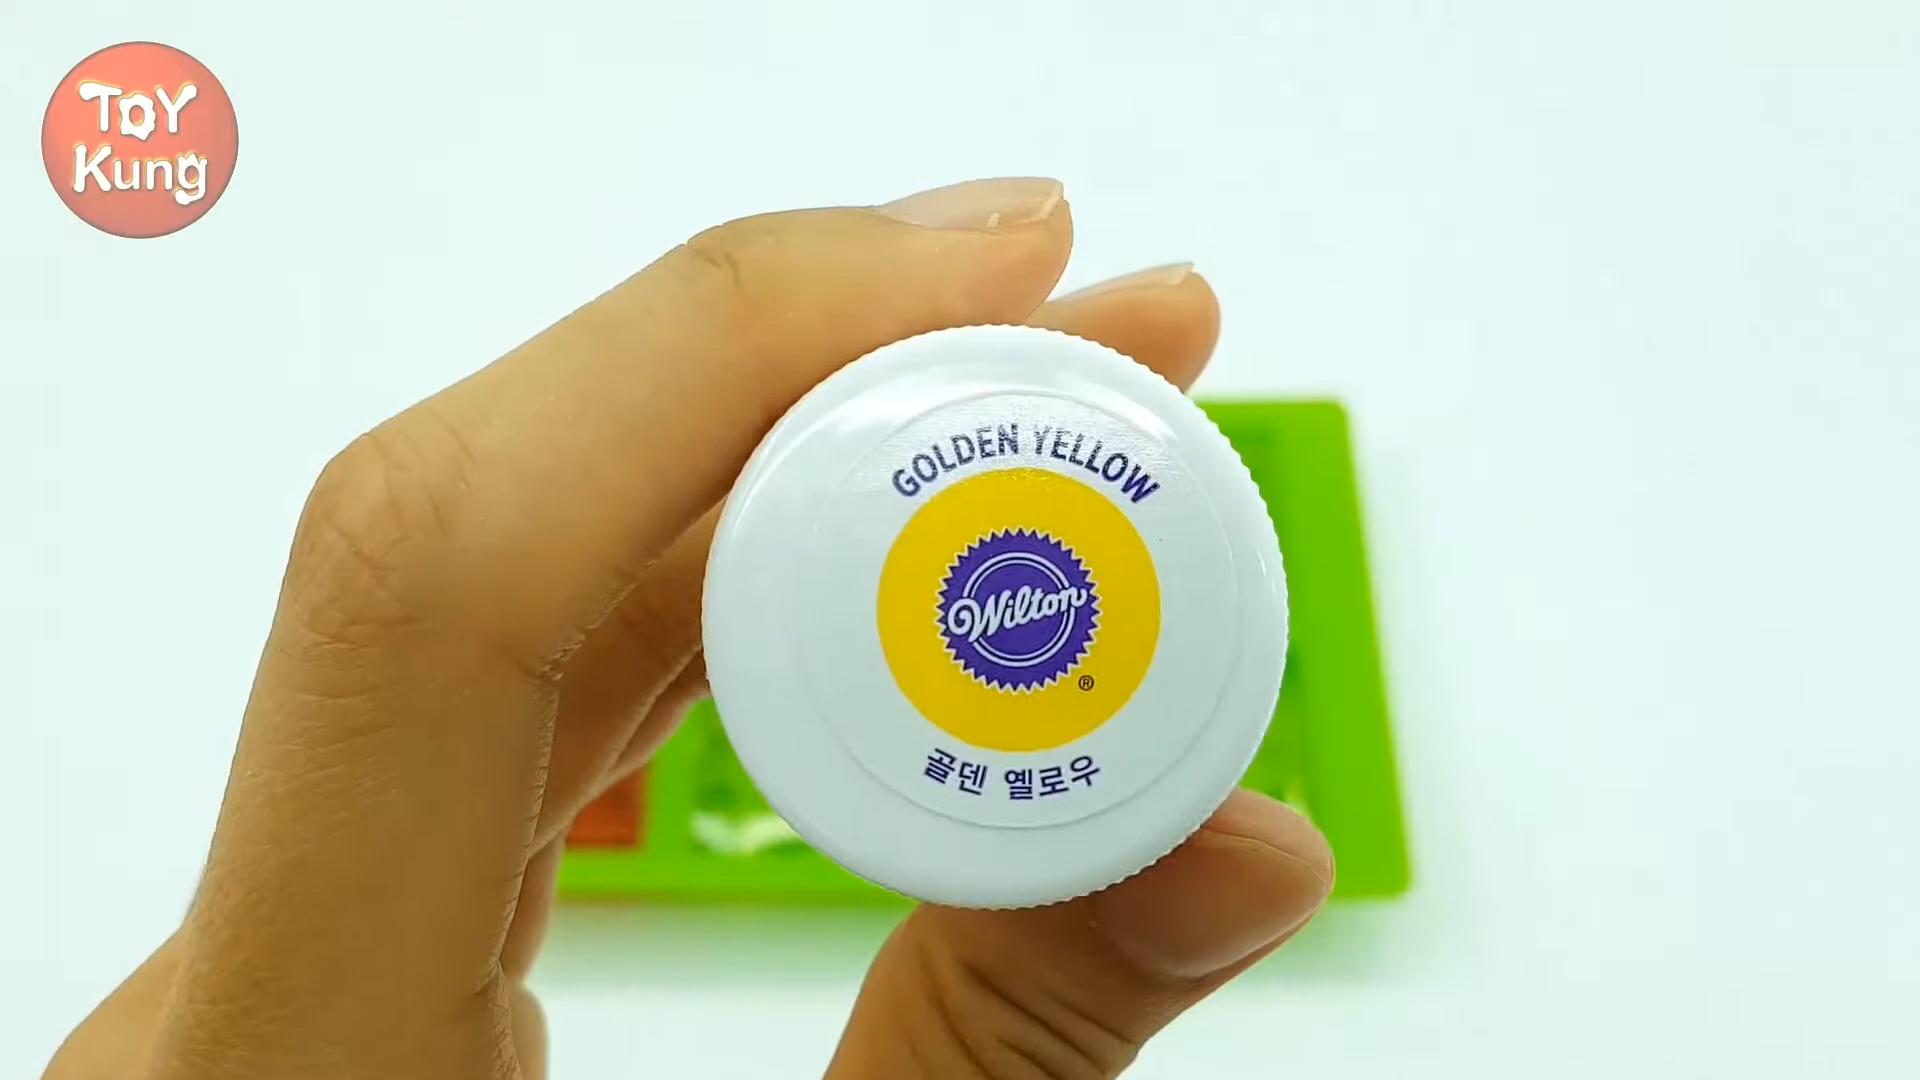 TOY
Kung
GOLDEN YELLOW
Wilton
®
골덴 옐로우